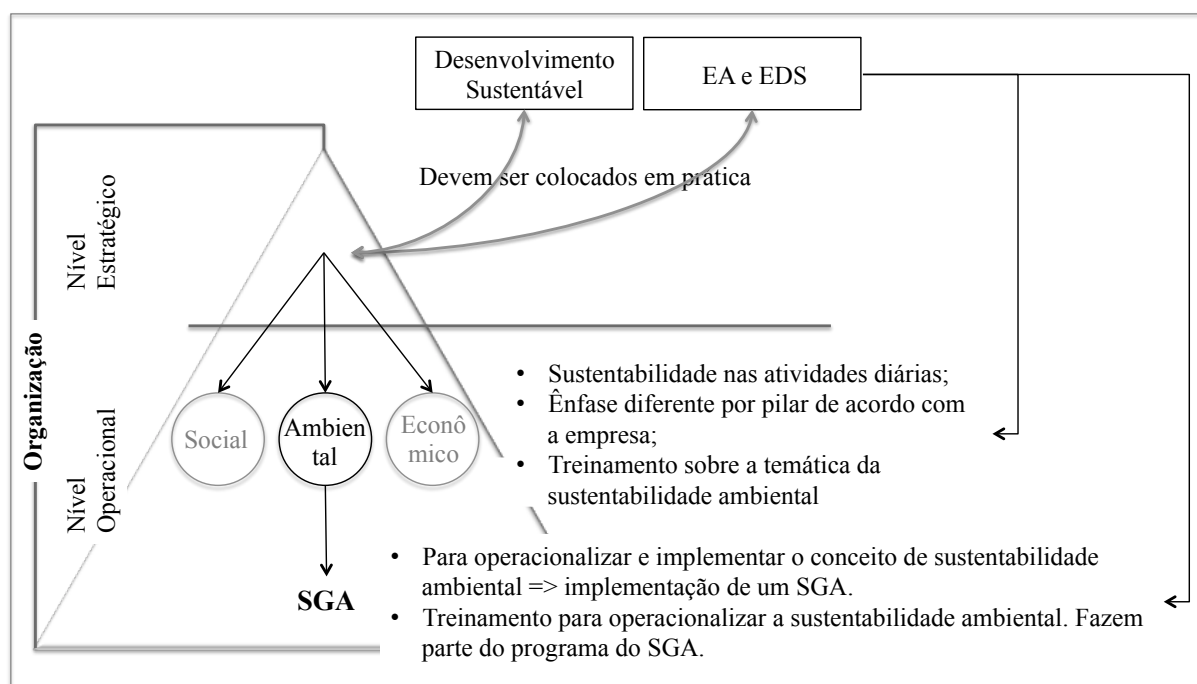 Desenvolvimento
Sustentável
EA e EDS
Devem ser colocados em prática
Nível
Estratégico
Organização
Nível
Operacional
Social
Ambien
tal
Econô
mico
• Sustentabilidade nas atividades diárias;
• Ênfase diferente por pilar de acordo com
a empresa;
• Treinamento sobre a temática da
sustentabilidade ambiental
SGA
• Para operacionalizar e implementar o conceito de sustentabilidade
ambiental => implementação de um SGA.
• Treinamento para operacionalizar a sustentabilidade ambiental. Fazem
parte do programa do SGA.